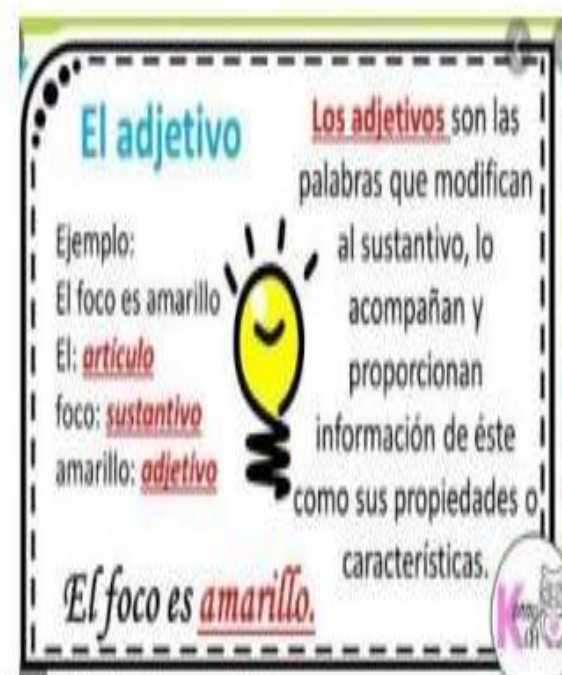 El adjetivo
Ejemplo:
El foco es amarillo
El: artículo
foco: sustantivo
amarillo: adjetivo
El foco es amarillo.
Los adjetivos son las
palabras que modifican
al sustantivo, lo
acompañan y
proporcionan
información de éste
como sus propiedades o
características.